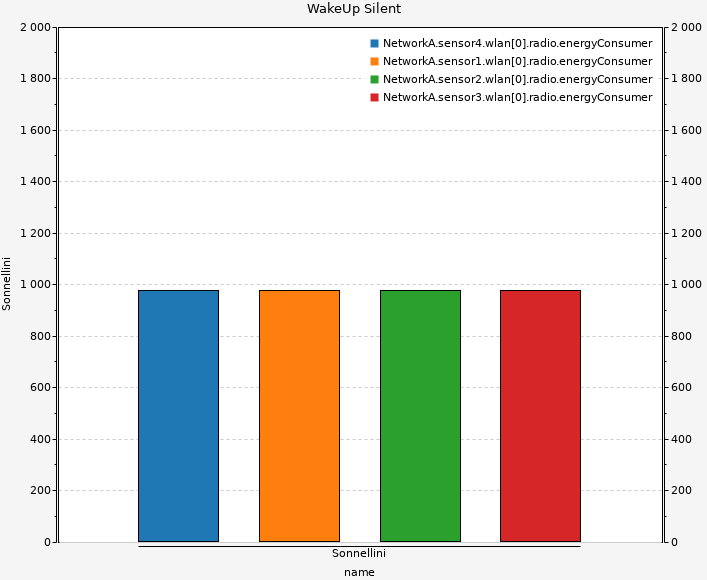 WakeUp Silent
NetworkA.sensor4.wlan[0].radio.energyConsumer
NetworkA.sensor1.wlan[0].radio.energyConsumer
NetworkA.sensor2.wlan[0].radio.energyConsumer
NetworkA.sensor3.wlan[0].radio.energyConsumer
2 000 2 000
1 800 1 800
1 600 1 600
1 400 1 400
1 200 1 200
1 000 1 000
800 800
600 600
400 400
200 200
0 0
Sonnellini
Sonnellini
name